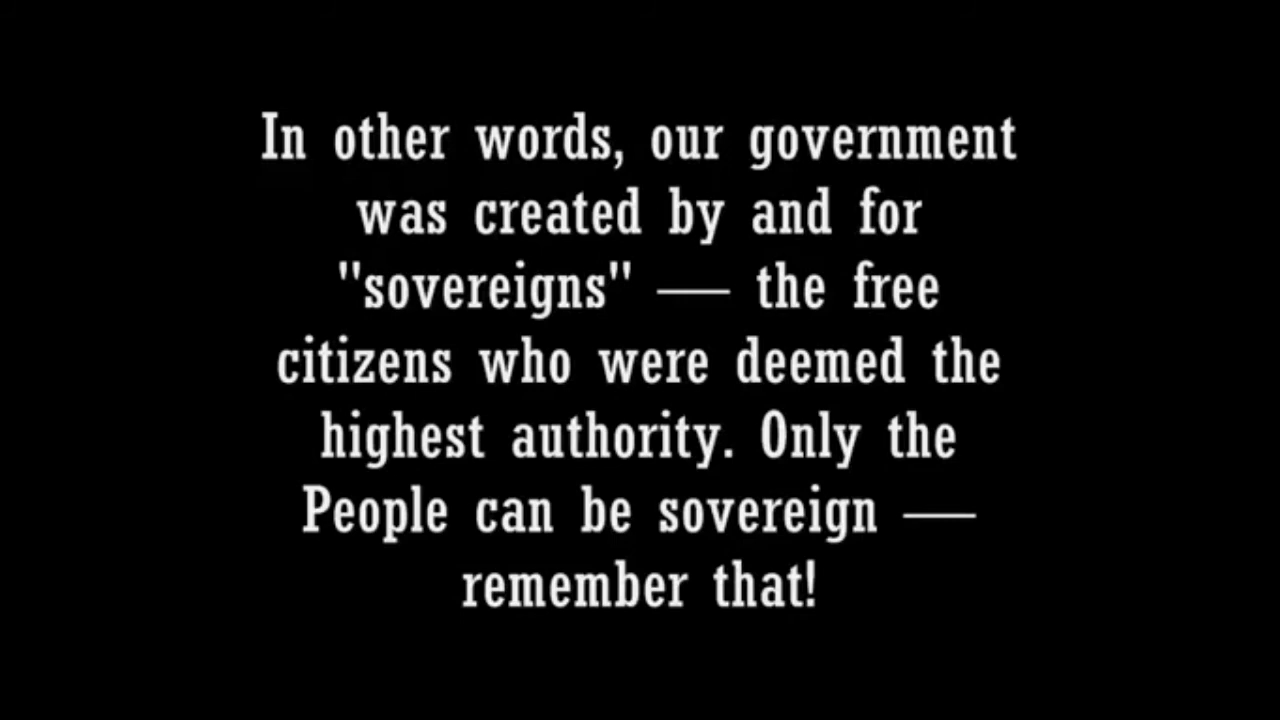 In other words, our government
was created by and for
"sovereigns" — the free
citizens who were deemed the
highest authority. Only the
People can be sovereign —
remember that!